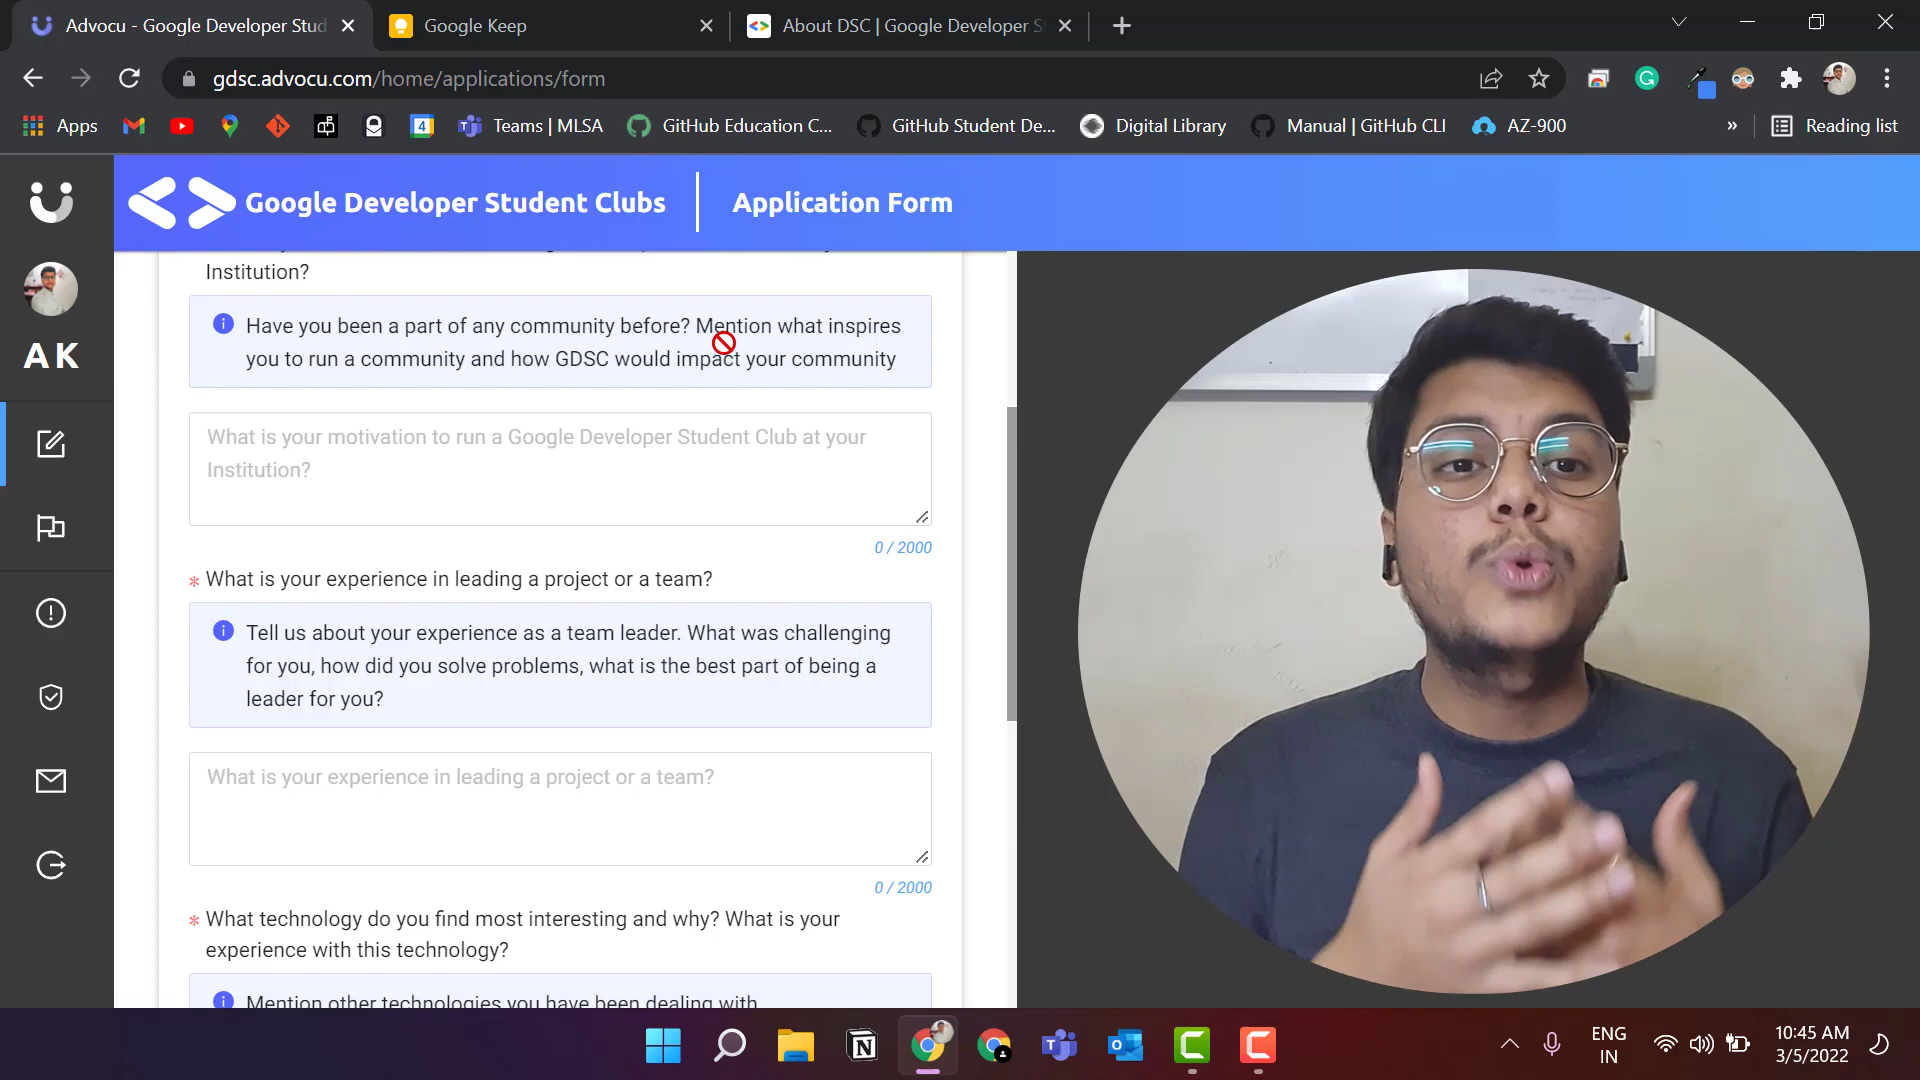 Advocu - Google Developer Stud
Google Keep
About DSC | Google Developer S
gdsc.advocu.com/home/applications/form
Apps
4
Teams | MLSA
GitHub Education C...
GitHub Student De...
Digital Library
Manual | GitHub CLI
AZ-900
»
Reading list
Google Developer Student Clubs
Application Form
AK
Institution?
Have you been a part of any community before? Mention what inspires
you to run a community and how GDSC would impact your community
What is your motivation to run a Google Developer Student Club at your
Institution?
0 / 2000
* What is your experience in leading a project or a team?
Tell us about your experience as a team leader. What was challenging
for you, how did you solve problems, what is the best part of being a
leader for you?
What is your experience in leading a project or a team?
0 / 2000
* What technology do you find most interesting and why? What is your
experience with this technology?
Mention other technologies you have been dealing with
ENG
IN
10:45 AM
3/5/2022